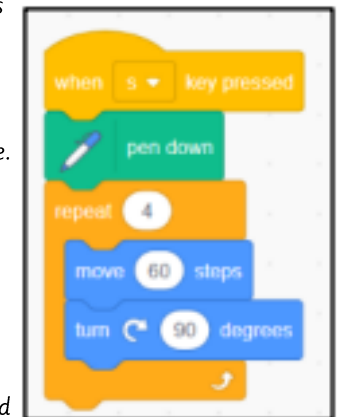 s
when s key pressed
e.
pen down
repeat 4
move 60 steps
turn 90 degrees
d